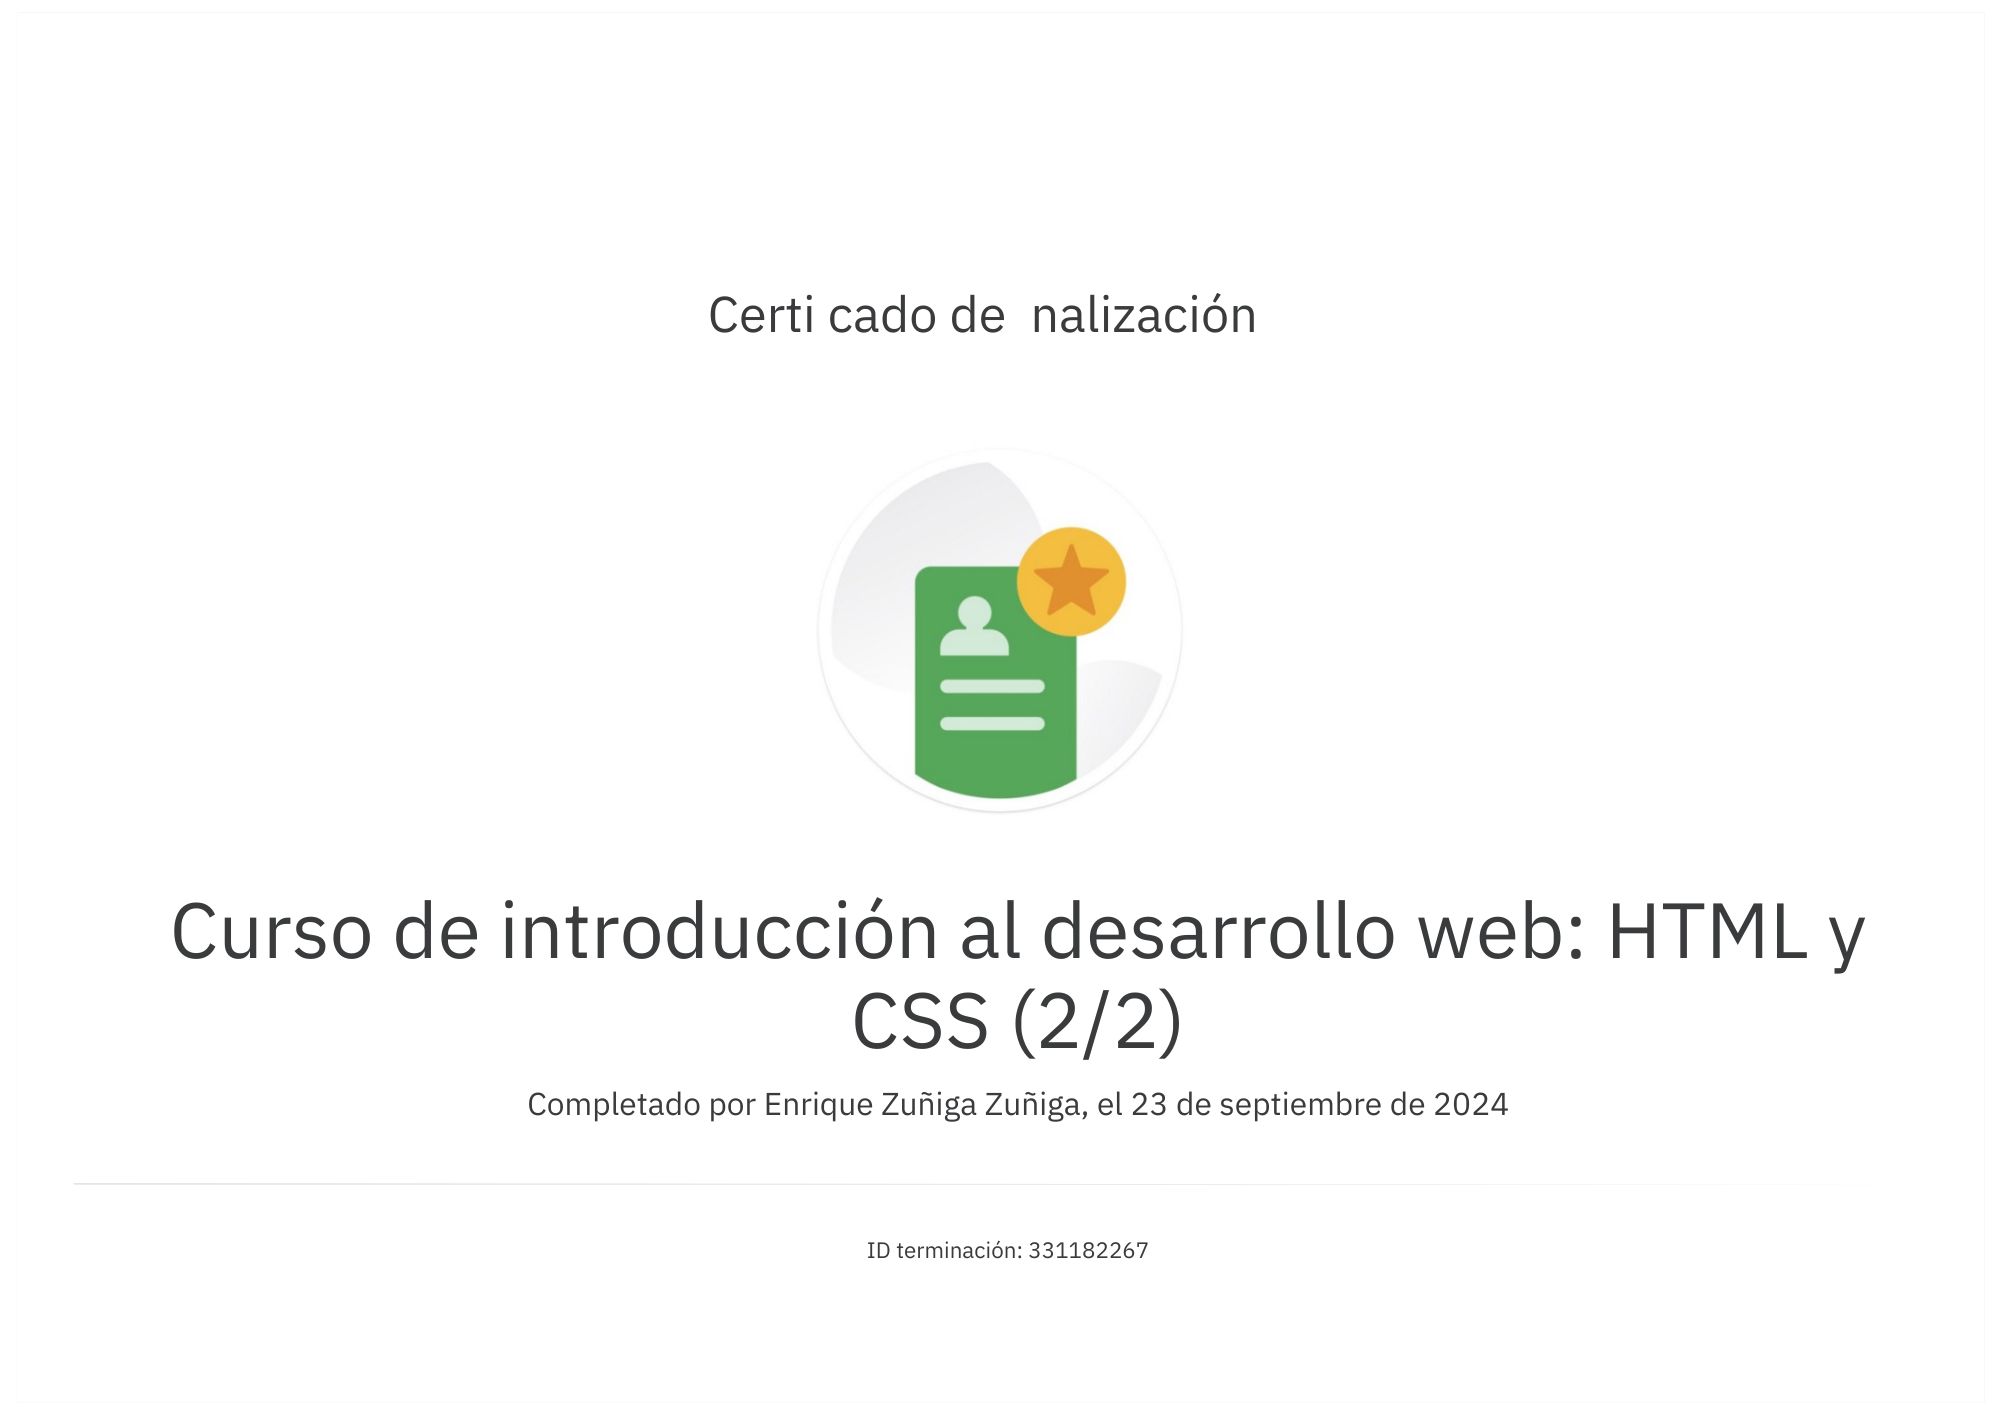 Certi cado de  nalización
Curso de introducción al desarrollo web: HTML y
CSS (2/2)
Completado por Enrique Zuñiga Zuñiga, el 23 de septiembre de 2024
ID terminación: 331182267